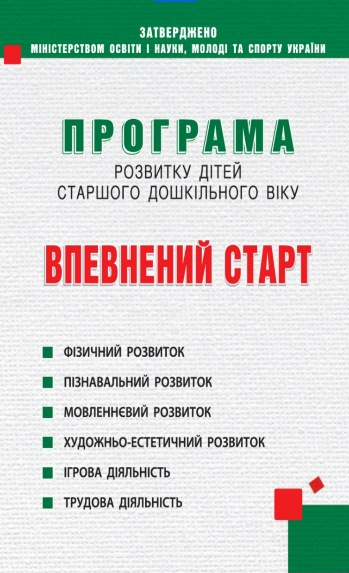 ЗАТВЕРДЖЕНО
МІНІСТЕРСТВОМ ОСВІТИ І НАУКИ, МОЛОДІ ТА СПОРТУ УКРАЇНИ
ПРОГРАМА
РОЗВИТКУ ДІТЕЙ
СТАРШОГО ДОШКІЛЬНОГО ВІКУ
ВПЕВНЕНИЙ СТАРТ
ФІЗИЧНИЙ РОЗВИТОК
ПІЗНАВАЛЬНИЙ РОЗВИТОК
МОВЛЕННЄВИЙ РОЗВИТОК
ХУДОЖНЬО-ЕСТЕТИЧНИЙ РОЗВИТОК
ІГРОВА ДІЯЛЬНІСТЬ
ТРУДОВА ДІЯЛЬНІСТЬ